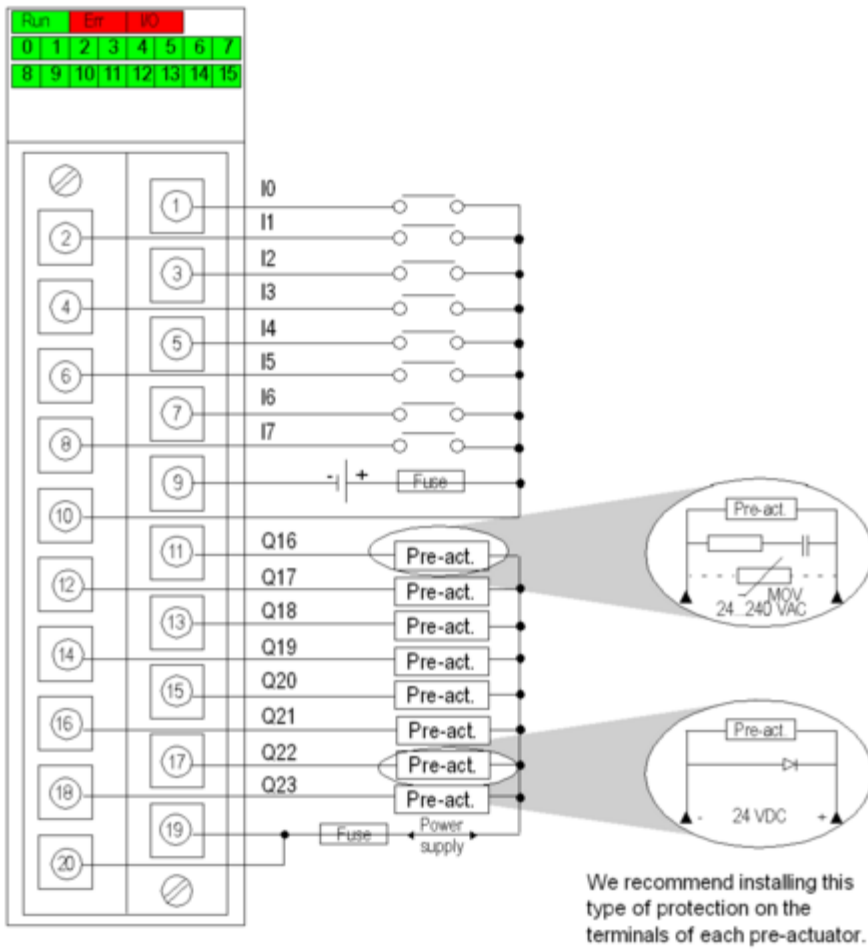 Run Err I/O
0 1 2 3 4 5 6 7
8 9 10 11 12 13 14 15
1 I0
2 I1
3 I2
4 I3
5 I4
6 I5
7 I6
8 I7
9 - + Fuse
10
11 Q16 Pre-act.
12 Q17 Pre-act.
13 Q18 Pre-act.
14 Q19 Pre-act.
15 Q20 Pre-act.
16 Q21 Pre-act.
17 Q22 Pre-act.
18 Q23 Pre-act.
19 Fuse Power
supply
20
Pre-act.
MOV
24...240 VAC
Pre-act.
- 24 VDC +
We recommend installing this
type of protection on the
terminals of each pre-actuator.